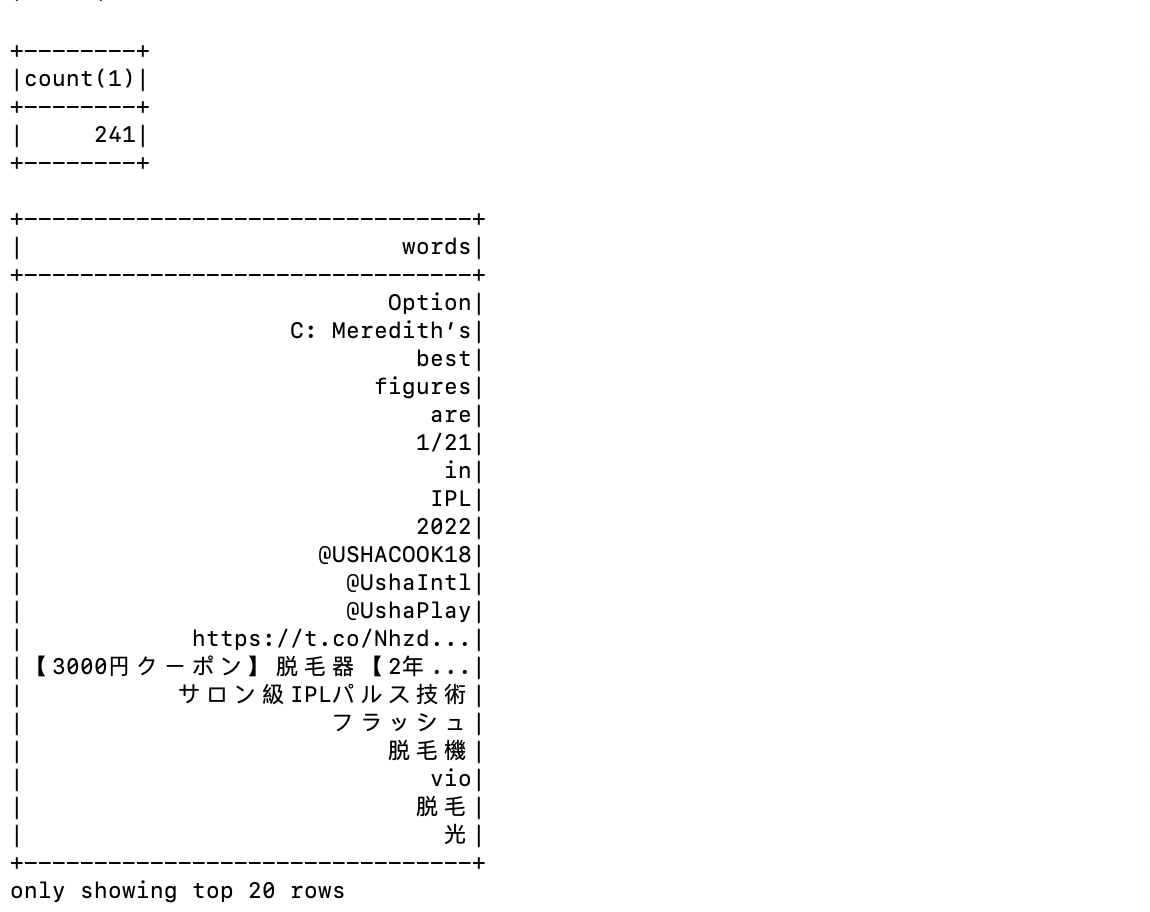 +--------+
|count(1)|
+--------+
|     241|
+--------+
+--------------------------------+
|                           words|
+--------------------------------+
|                          Option|
|                   C: Meredith’s|
|                            best|
|                         figures|
|                             are|
|                            1/21|
|                              in|
|                             IPL|
|                            2022|
|                     @USHACOOK18|
|                       @UshaIntl|
|                       @UshaPlay|
|            https://t.co/Nhzd...|
|【3000円クーポン】脱毛器【2年...|
|           サロン級IPLパルス技術|
|                      フラッシュ|
|                          脱毛機|
|                             vio|
|                            脱毛|
|                              光|
+--------------------------------+
only showing top 20 rows